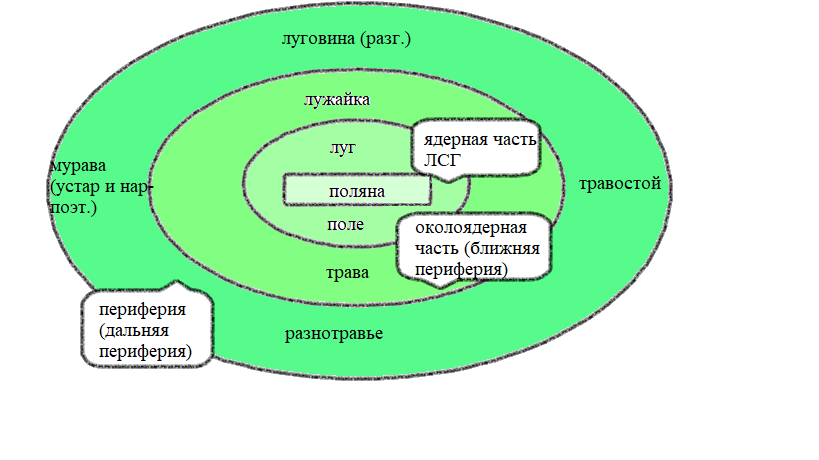 луговина (разг.)
лужайка
луг
ядерная часть
ЛСГ
мурава
(устар и нар-
поэт.)
поляна
травостой
поле
околоядерная
часть (ближняя
периферия)
трава
периферия
(дальняя
периферия)
разнотравье